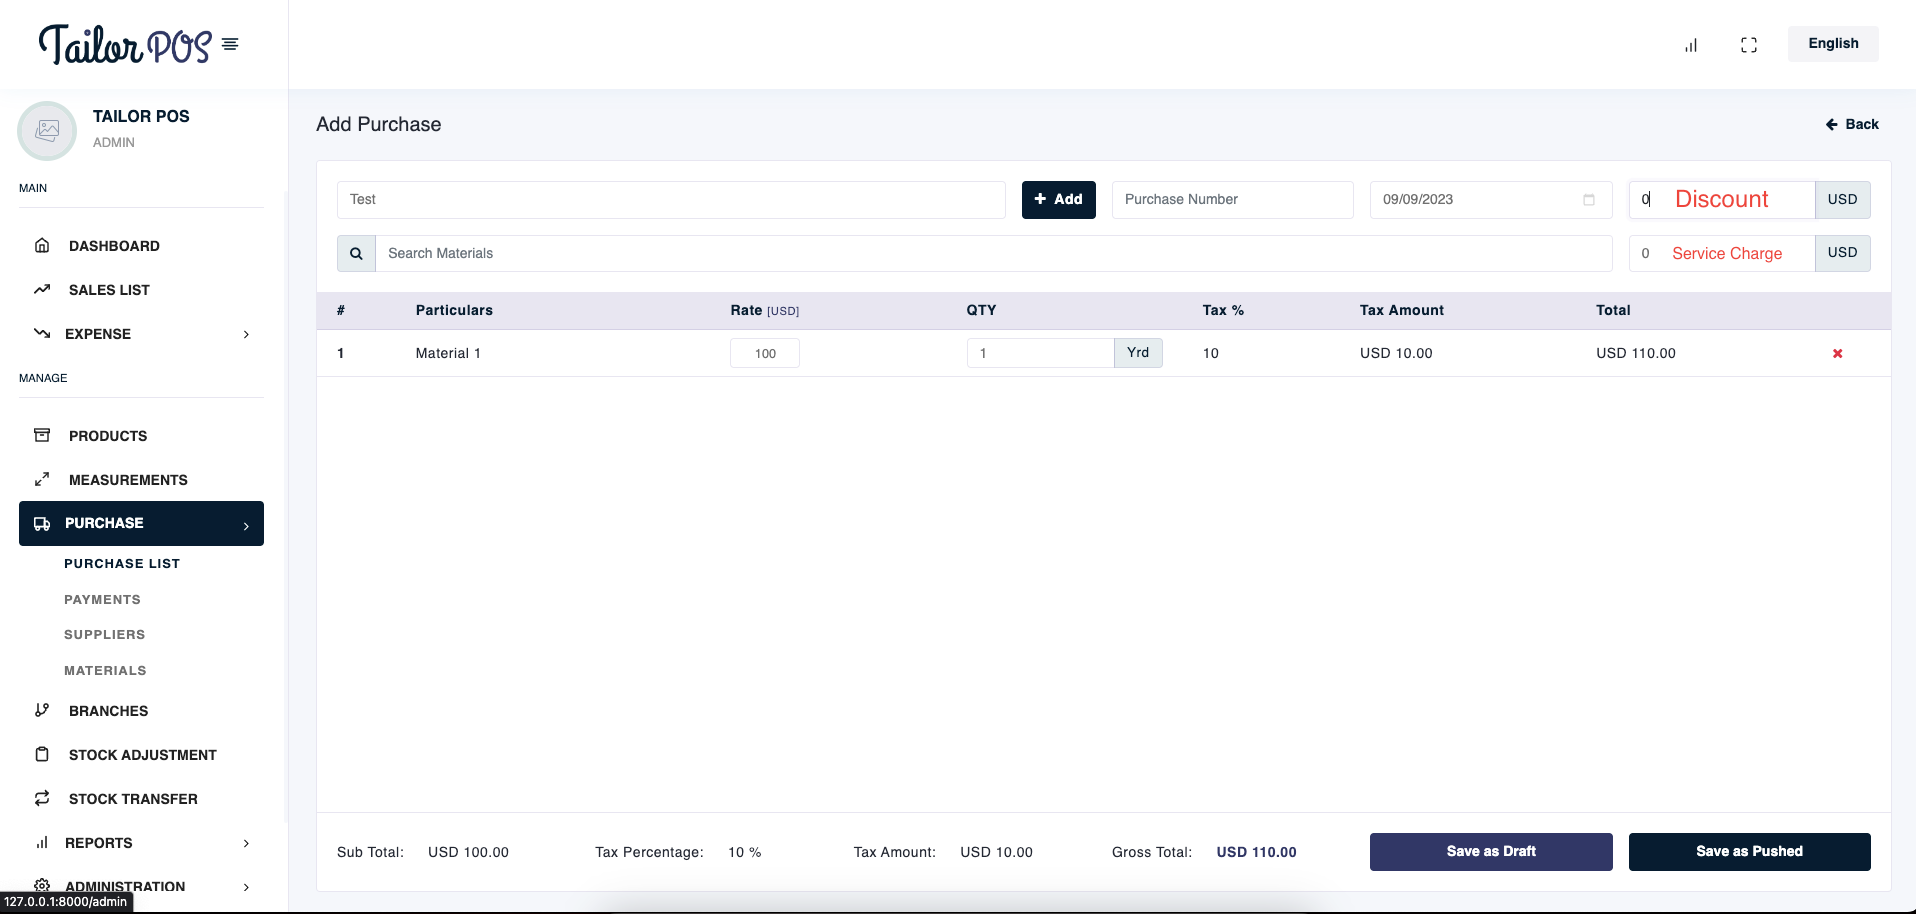 Tailor POS
English
TAILOR POS
ADMIN
MAIN
DASHBOARD
SALES LIST
EXPENSE
MANAGE
PRODUCTS
MEASUREMENTS
PURCHASE
PURCHASE LIST
PAYMENTS
SUPPLIERS
MATERIALS
BRANCHES
STOCK ADJUSTMENT
STOCK TRANSFER
REPORTS
ADMINISTRATION
127.0.0.1:8000/admin
Add Purchase
Back
Test
Add
Purchase Number
09/09/2023
0 Discount USD
Search Materials
0 Service Charge USD
# Particulars Rate [USD] QTY Tax % Tax Amount Total
1 Material 1 100 1 Yrd 10 USD 10.00 USD 110.00
Sub Total: USD 100.00 Tax Percentage: 10 % Tax Amount: USD 10.00 Gross Total: USD 110.00
Save as Draft
Save as Pushed